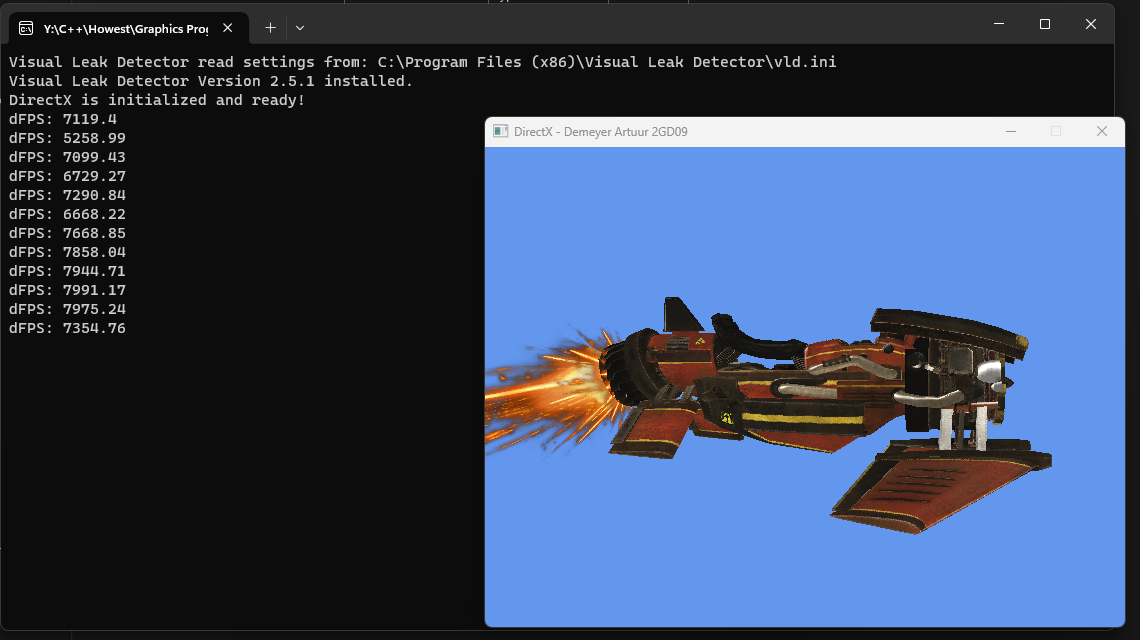 Y:\C++\Howest\Graphics Prog
Visual Leak Detector read settings from: C:\Program Files (x86)\Visual Leak Detector\vld.ini
Visual Leak Detector Version 2.5.1 installed.
DirectX is initialized and ready!
dFPS: 7119.4
dFPS: 5258.99
dFPS: 7099.43
dFPS: 6729.27
dFPS: 7290.84
dFPS: 6668.22
dFPS: 7668.85
dFPS: 7858.04
dFPS: 7944.71
dFPS: 7991.17
dFPS: 7975.24
dFPS: 7354.76
DirectX - Demeyer Artuur 2GD09